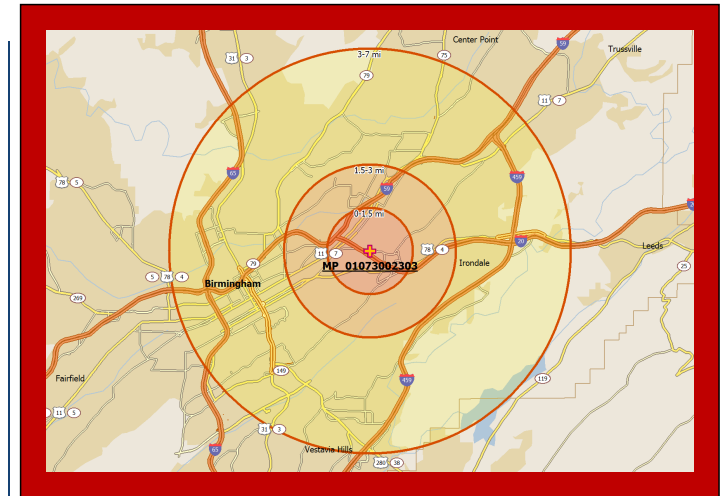 Center Point
31 3
75
59
3-7 mi
Trussville
79
11 7
65
1.5-3 mi
459
78 5
59
0-1.5 mi
11 7
78 4
20
Leeds
MP 01073002303
Irondale
79
5 78 4
Birmingham
25
269
149
459
119
Fairfield
11 5
31 3
65
Vestavia Hills
280 38